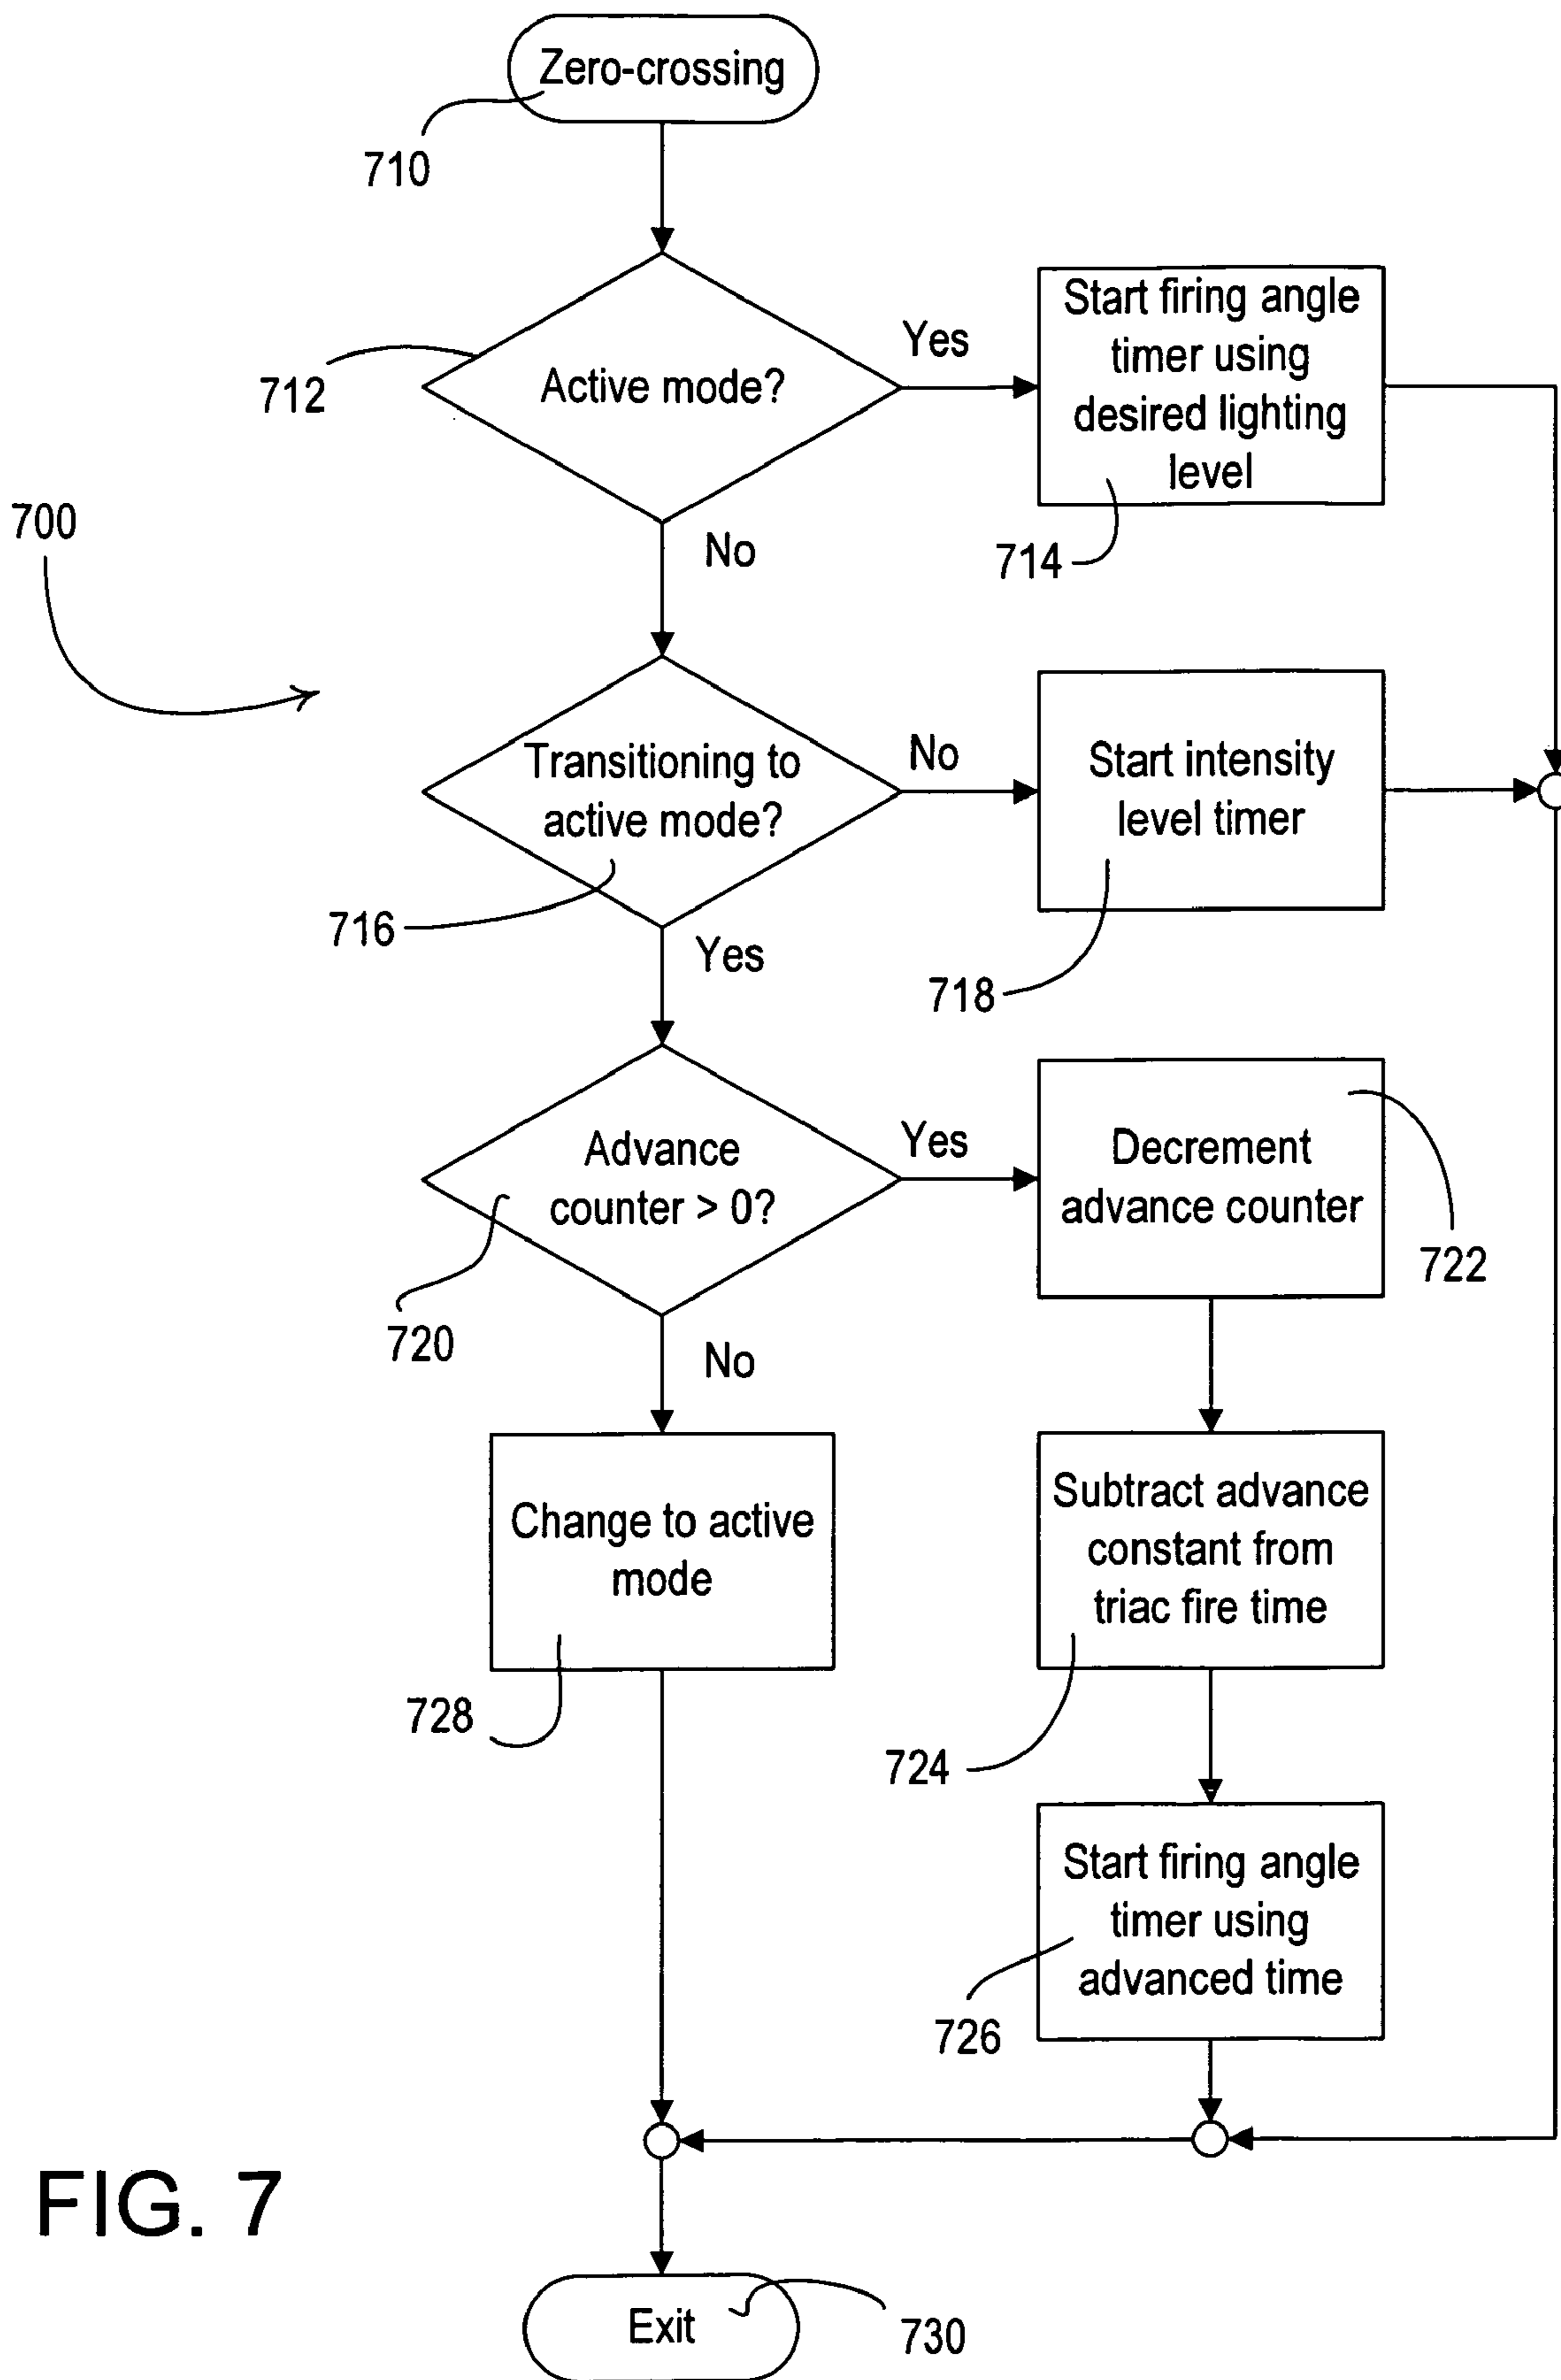 Zero-crossing
710
Active mode?
712
Yes
Start firing angle
timer using
desired lighting
level
714
No
700
Transitioning to
active mode?
716
No
Start intensity
level timer
718
Yes
Advance
counter > 0?
720
Yes
Decrement
advance counter
722
No
Change to active
mode
728
Subtract advance
constant from
triac fire time
724
Start firing angle
timer using
advanced time
726
FIG. 7
Exit
730